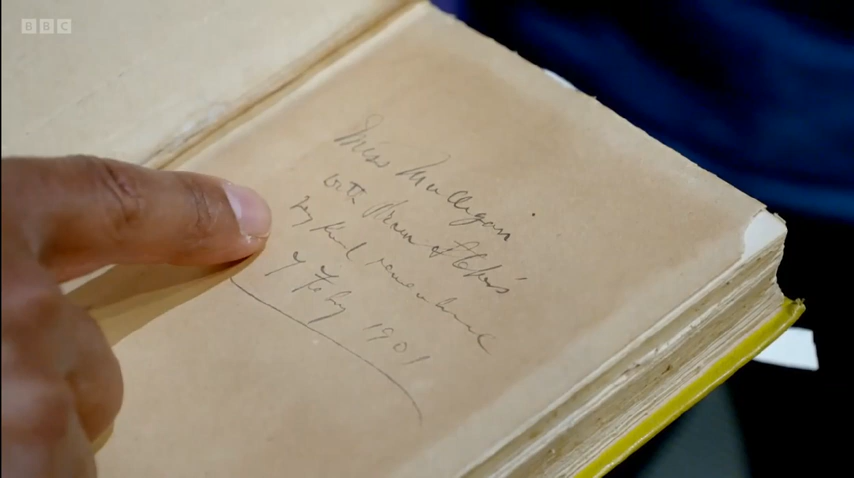 BBC
Miss Mulligan
with
very kind remembrance
7 Feby 1901